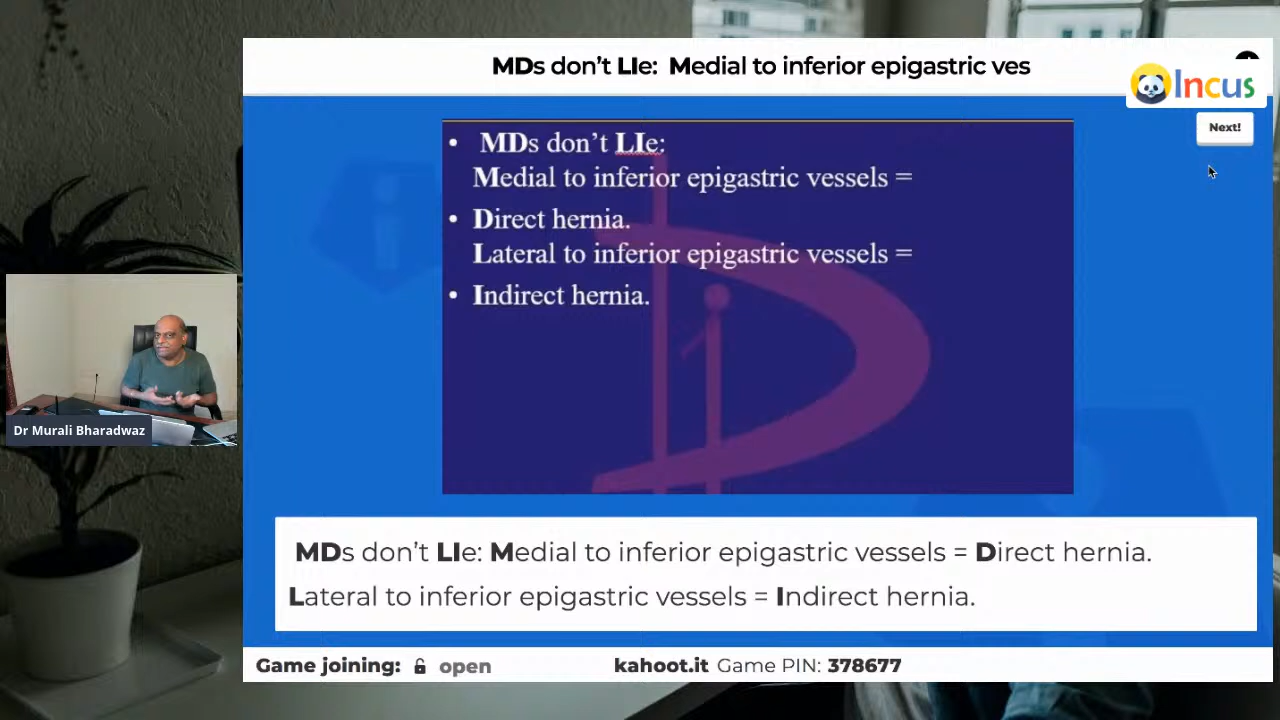 MDs don't LIe: Medial to inferior epigastric ves
Incus
Next!
• MDs don't LIe:
Medial to inferior epigastric vessels =
• Direct hernia.
Lateral to inferior epigastric vessels =
• Indirect hernia.
Dr Murali Bharadwaz
MDs don't LIe: Medial to inferior epigastric vessels = Direct hernia.
Lateral to inferior epigastric vessels = Indirect hernia.
Game joining: open kahoot.it Game PIN: 378677